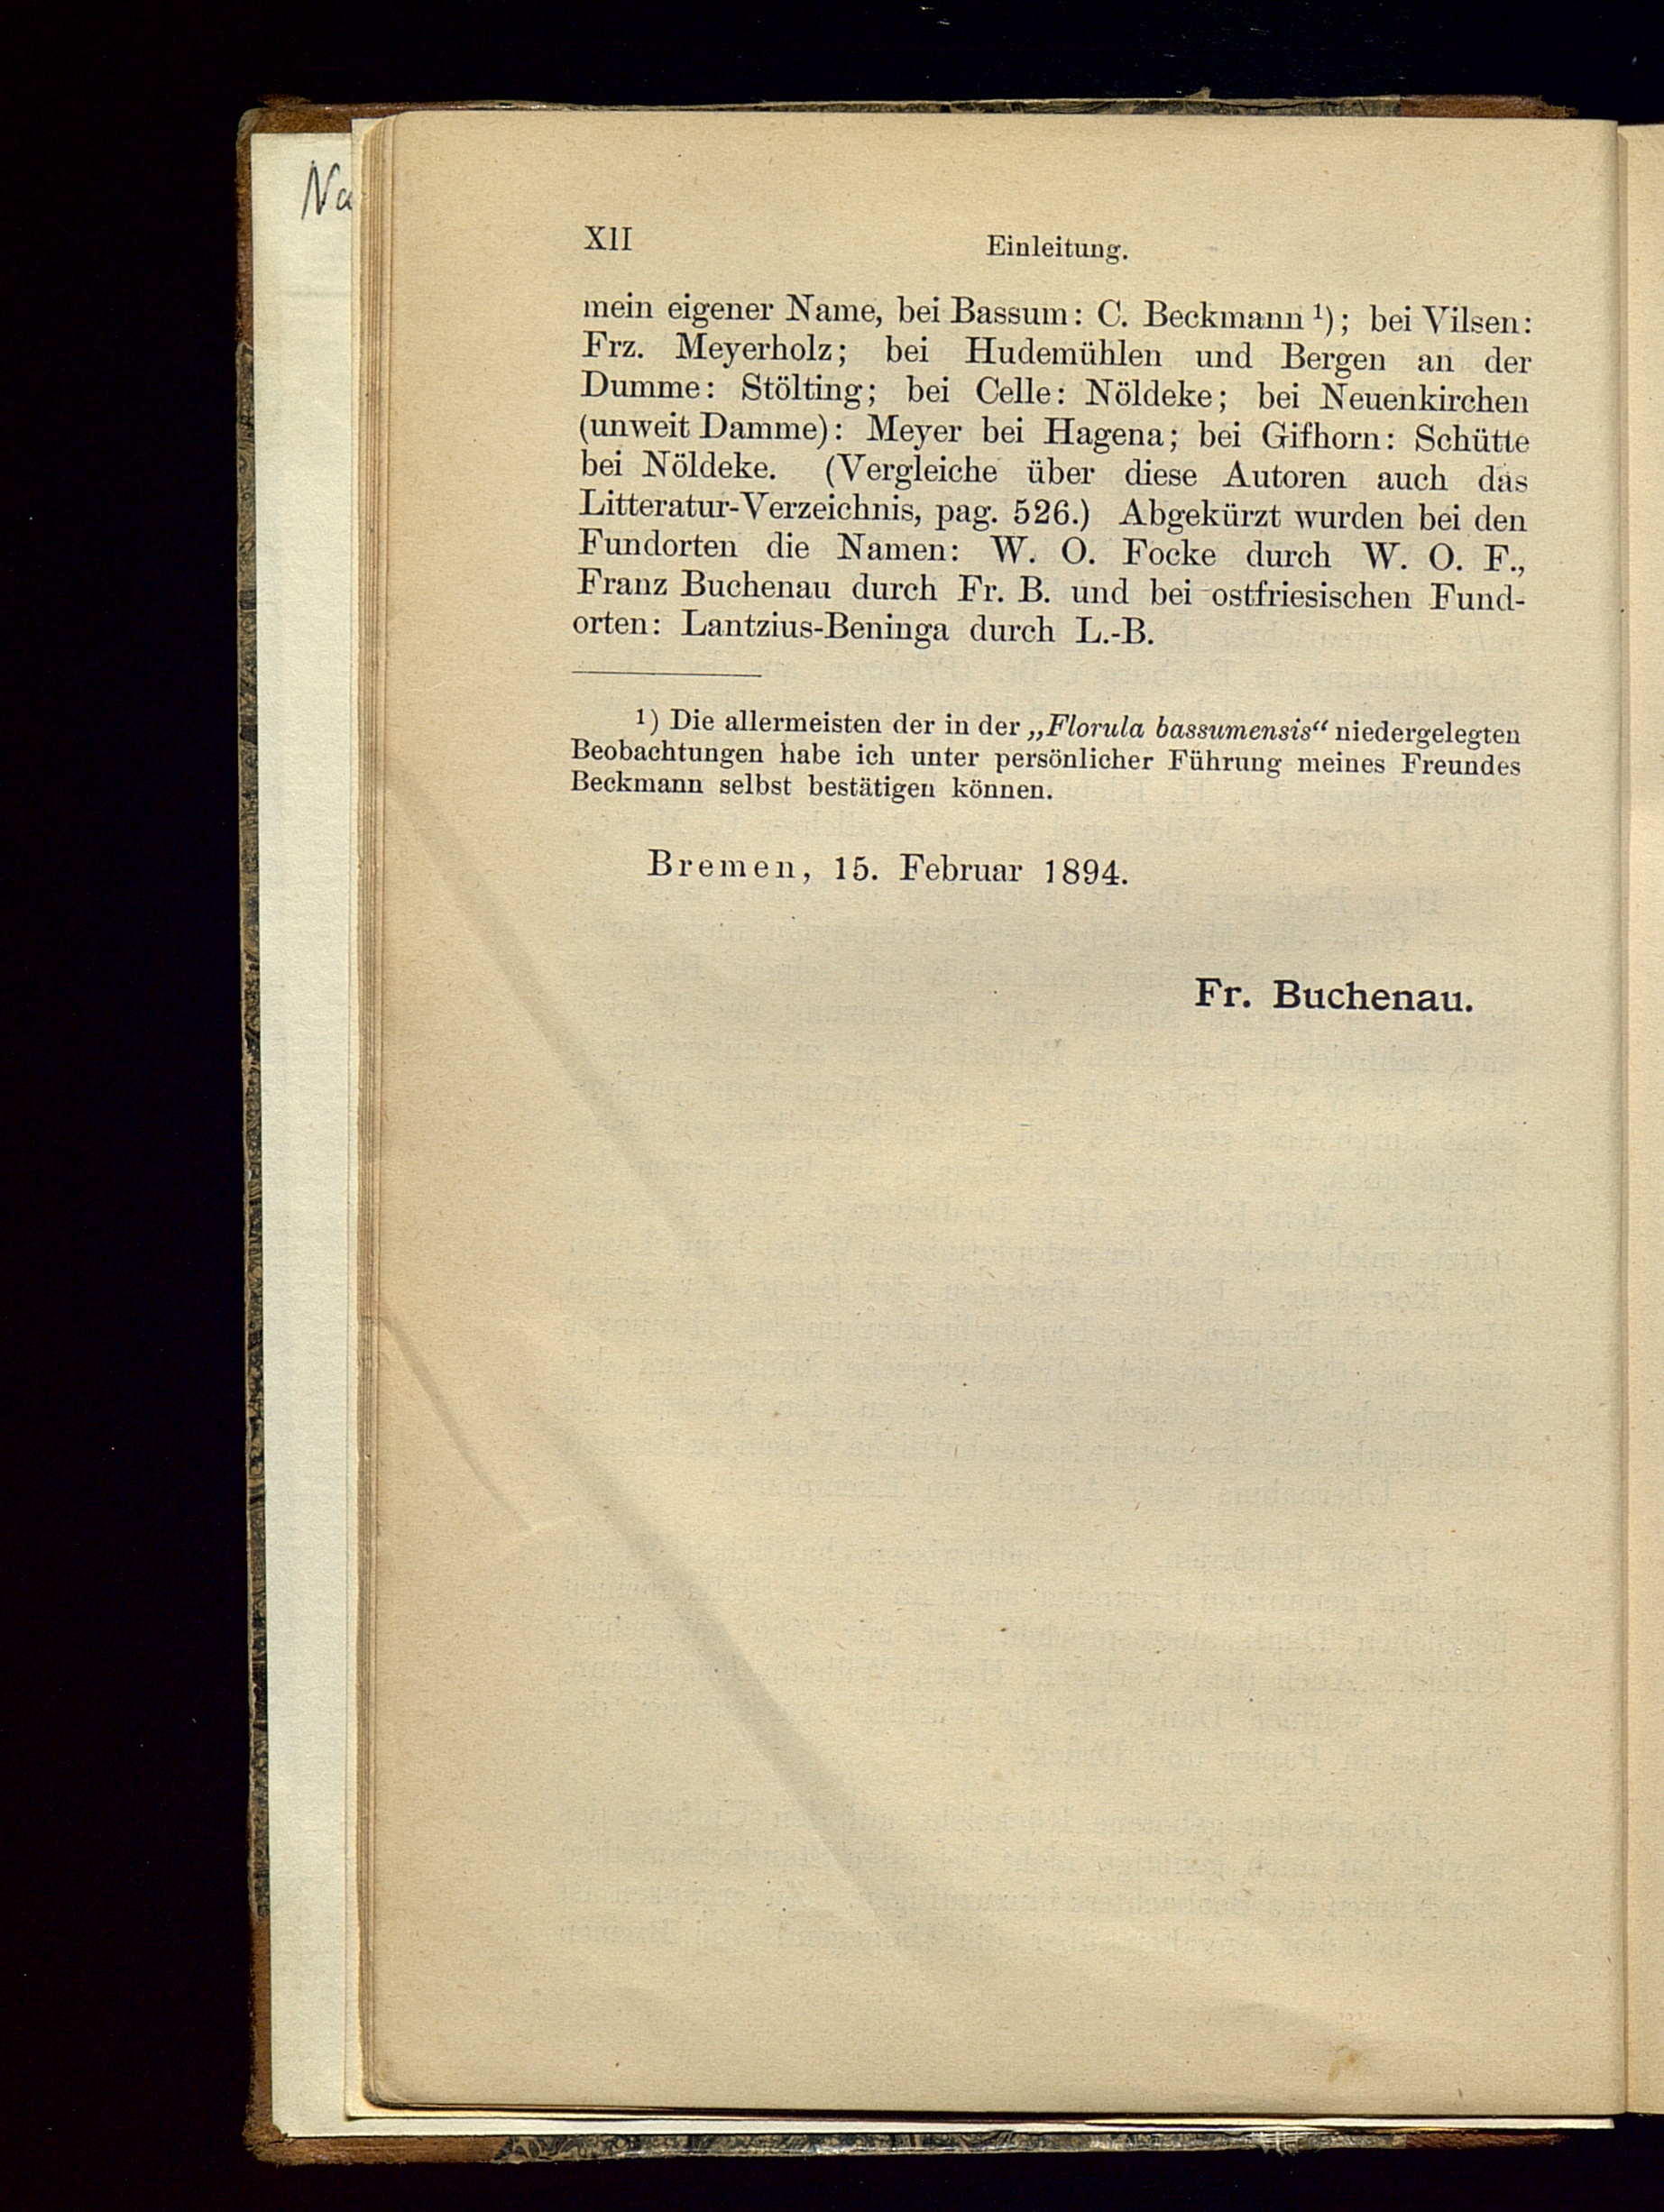 XII
Einleitung.
mein eigener Name, bei Bassum: C. Beckmann ¹); bei Vilsen:
Frz. Meyerholz; bei Hudemühlen und Bergen an der
Dumme: Stölting; bei Celle: Nöldeke; bei Neuenkirchen
(unweit Damme): Meyer bei Hagena; bei Gifhorn: Schütte
bei Nöldeke. (Vergleiche über diese Autoren auch das
Litteratur-Verzeichnis, pag. 526.) Abgekürzt wurden bei den
Fundorten die Namen: W. O. Focke durch W. O. F.,
Franz Buchenau durch Fr. B. und bei ostfriesischen Fund-
orten: Lantzius-Beninga durch L.-B.
¹) Die allermeisten der in der „Florula bassumensis“ niedergelegten
Beobachtungen habe ich unter persönlicher Führung meines Freundes
Beckmann selbst bestätigen können.
Bremen, 15. Februar 1894.
Fr. Buchenau.